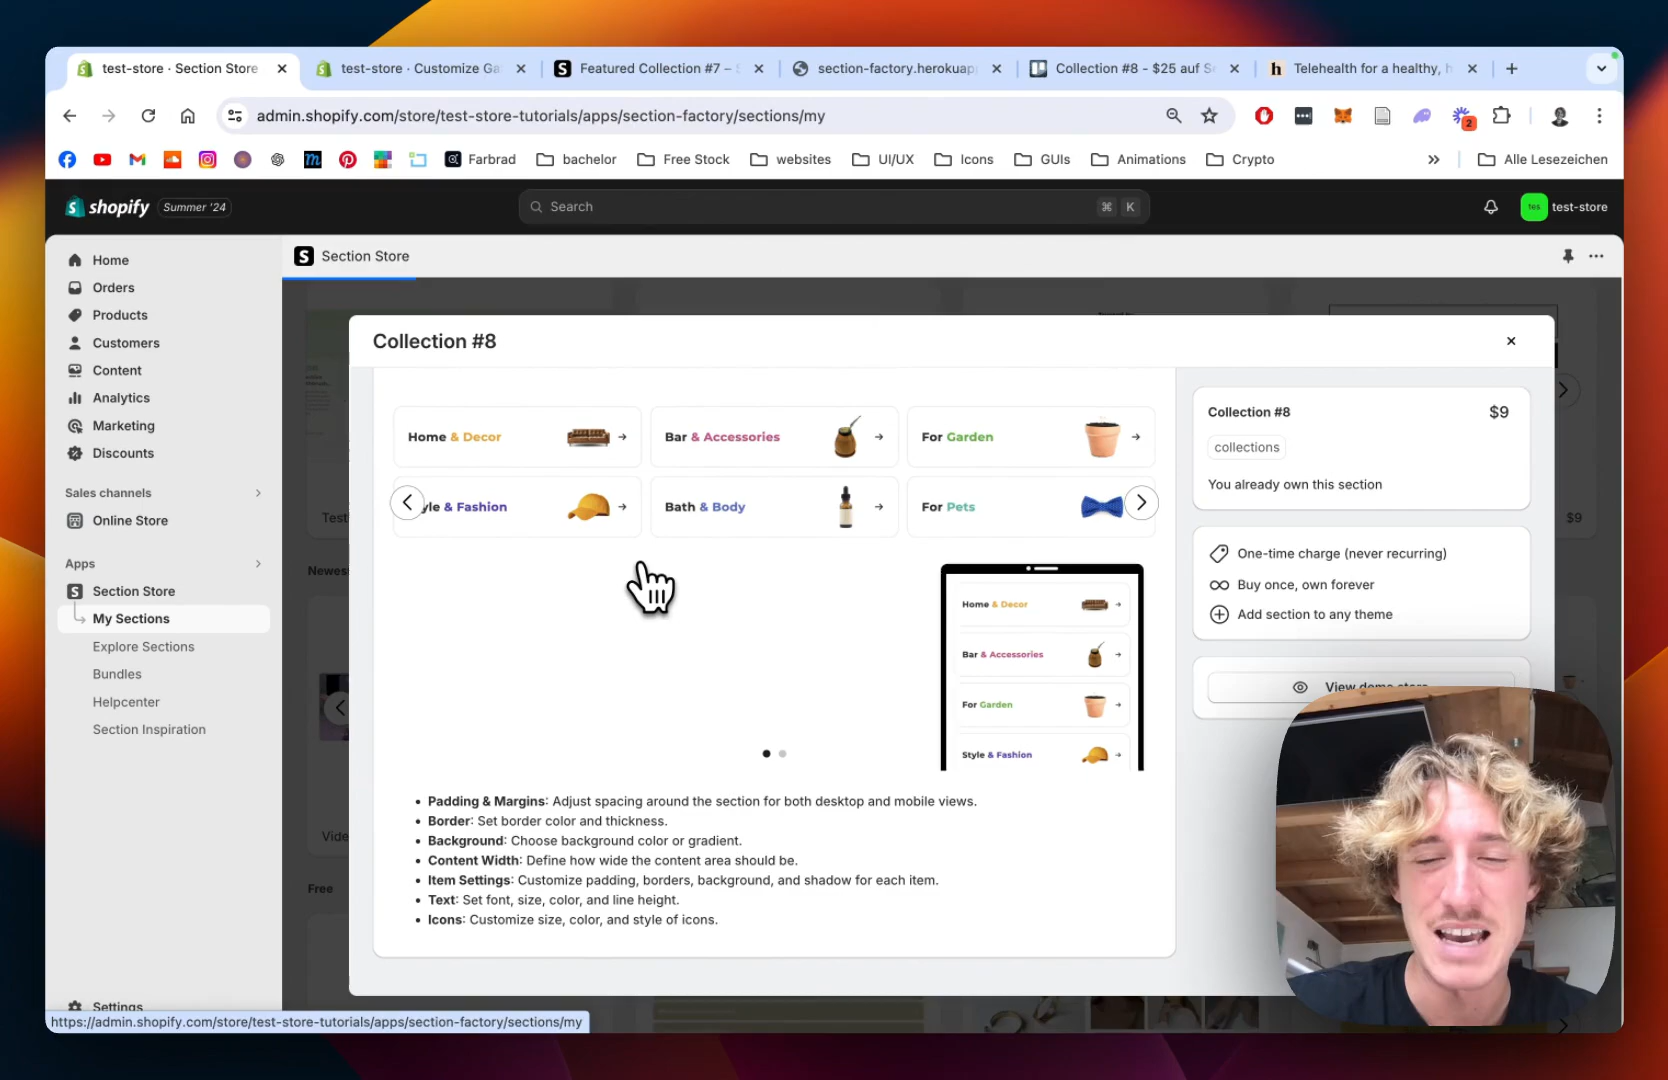 test-store · Section Store
test-store · Customize Ga
Featured Collection #7 –
section-factory.herokuap
Collection #8 - $25 auf S
Telehealth for a healthy, h
admin.shopify.com/store/test-store-tutorials/apps/section-factory/sections/my
2
Farbrad
bachelor
Free Stock
websites
UI/UX
Icons
GUIs
Animations
Crypto
Alle Lesezeichen
shopify
Summer '24
Search
⌘ K
tes
test-store
Home
Orders
Products
Customers
Content
Analytics
Marketing
Discounts
Sales channels
Online Store
Apps
Section Store
My Sections
Explore Sections
Bundles
Helpcenter
Section Inspiration
Settings
https://admin.shopify.com/store/test-store-tutorials/apps/section-factory/sections/my
Section Store
Newes
Vide
Free
$9
Collection #8
Home & Decor
Bar & Accessories
For Garden
yle & Fashion
Bath & Body
For Pets
Home & Decor
Bar & Accessories
For Garden
Style & Fashion
Padding & Margins: Adjust spacing around the section for both desktop and mobile views.
Border: Set border color and thickness.
Background: Choose background color or gradient.
Content Width: Define how wide the content area should be.
Item Settings: Customize padding, borders, background, and shadow for each item.
Text: Set font, size, color, and line height.
Icons: Customize size, color, and style of icons.
Collection #8
$9
collections
You already own this section
One-time charge (never recurring)
Buy once, own forever
Add section to any theme
View demo store